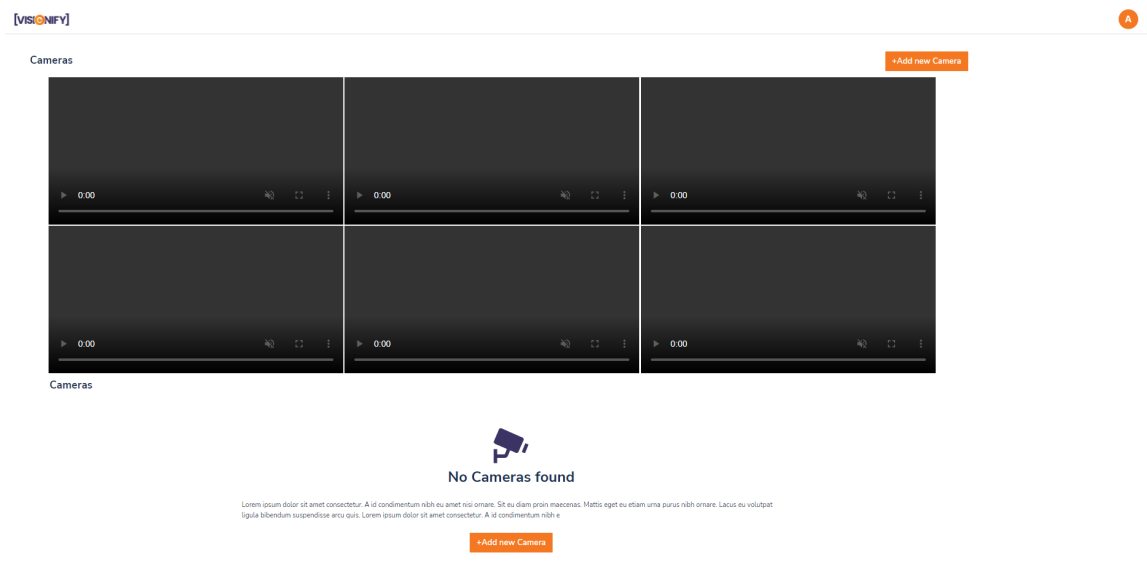 [VISIONIFY]
A
Cameras
+Add new Camera
0:00
0:00
0:00
0:00
0:00
0:00
Cameras
No Cameras found
Lorem ipsum dolor sit amet consectetur. A id condimentum nibh eu amet nisi ornare. Sit eu diam proin maecenas. Mattis eget eu etiam urna purus nibh ornare. Lacus eu volutpat
ligula bibendum suspendisse arcu quis. Lorem ipsum dolor sit amet consectetur. A id condimentum nibh e
+Add new Camera